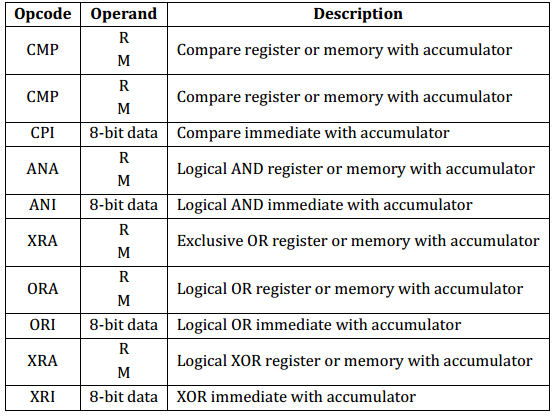 Opcode Operand Description
CMP R M Compare register or memory with accumulator
CMP R M Compare register or memory with accumulator
CPI 8-bit data Compare immediate with accumulator
ANA R M Logical AND register or memory with accumulator
ANI 8-bit data Logical AND immediate with accumulator
XRA R M Exclusive OR register or memory with accumulator
ORA R M Logical OR register or memory with accumulator
ORI 8-bit data Logical OR immediate with accumulator
XRA R M Logical XOR register or memory with accumulator
XRI 8-bit data XOR immediate with accumulator